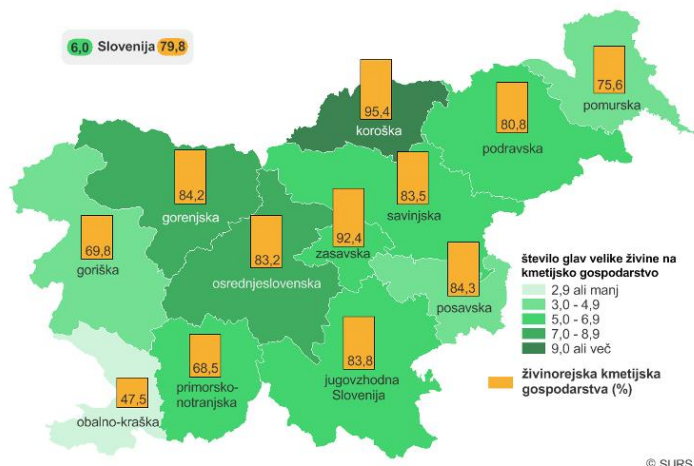 6,0 Slovenija 79,8
75,6
pomurska
95,4
koroška
80,8
podravska
84,2
gorenjska
83,5
savinjska
92,4
zasavska
69,8
goriška
83,2
osrednjeslovenska
84,3
posavska
83,8
jugovzhodna
Slovenija
68,5
primorsko-
notranjska
47,5
obalno-kraška
število glav velike živine na
kmetijsko gospodarstvo
2,9 ali manj
3,0 - 4,9
5,0 - 6,9
7,0 - 8,9
9,0 ali več
živinorejska kmetijska
gospodarstva (%)
© SURS